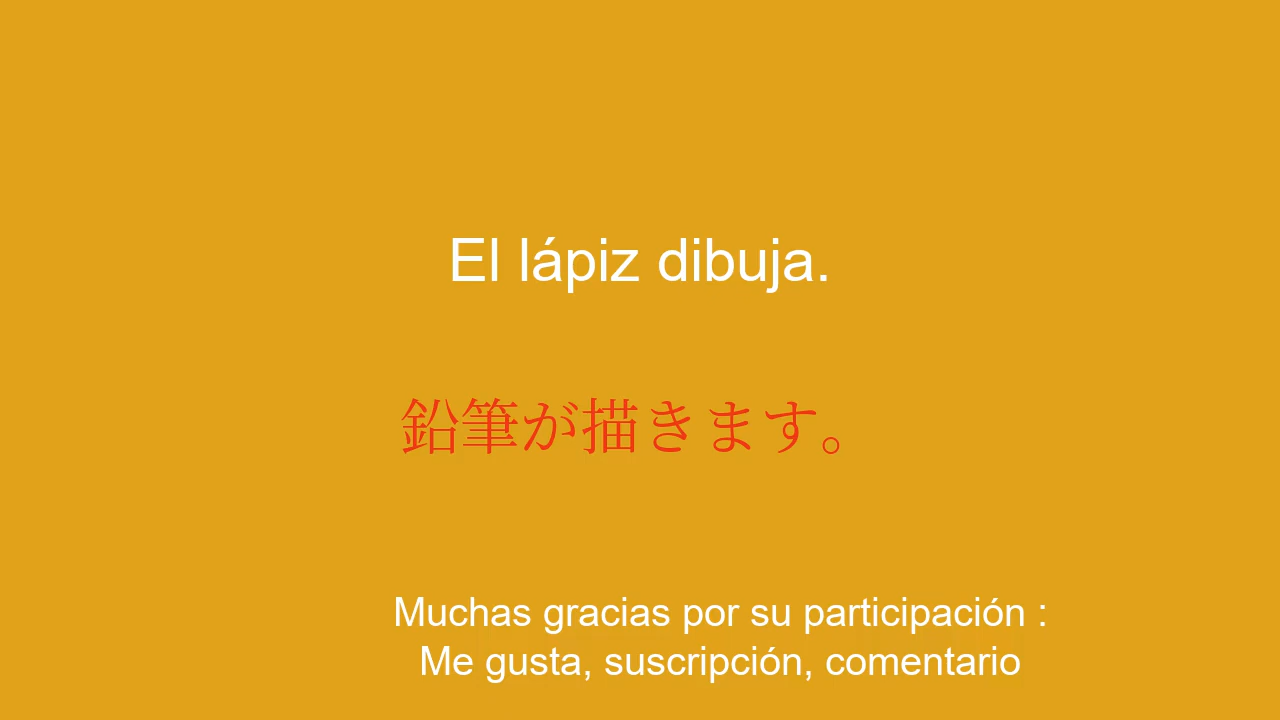 El lápiz dibuja.
鉛筆が描きます。
Muchas gracias por su participación :
Me gusta, suscripción, comentario